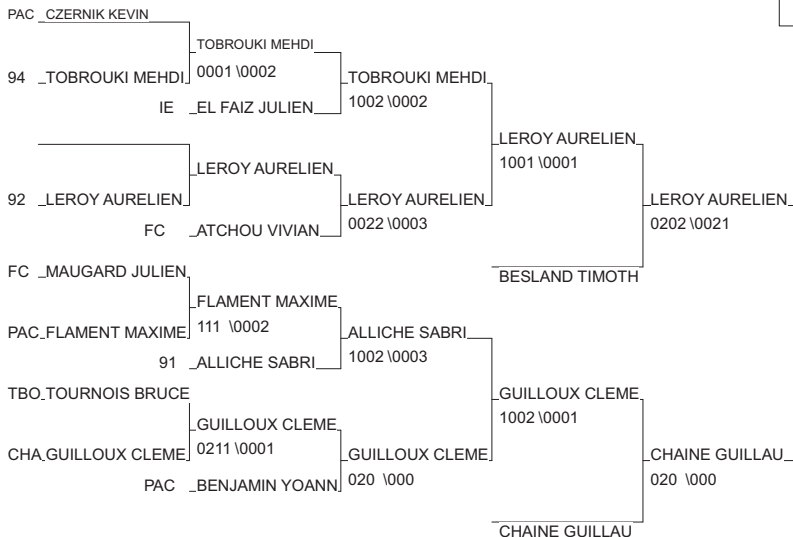 PAC CZERNIK KEVIN
TOBROUKI MEHDI
0001 \0002
94 TOBROUKI MEHDI
TOBROUKI MEHDI
1002 \0002
IE EL FAIZ JULIEN
LEROY AURELIEN
1001 \0001
LEROY AURELIEN
92 LEROY AURELIEN
LEROY AURELIEN
0022 \0003
LEROY AURELIEN
0202 \0021
FC ATCHOU VIVIAN
FC MAUGARD JULIEN
BESLAND TIMOTH
FLAMENT MAXIME
111 \0002
PAC FLAMENT MAXIME
ALLICHE SABRI
1002 \0003
91 ALLICHE SABRI
TBO TOURNOIS BRUCE
GUILLOUX CLEME
1002 \0001
GUILLOUX CLEME
0211 \0001
CHA GUILLOUX CLEME
GUILLOUX CLEME
020 \000
CHAINE GUILLAU
020 \000
PAC BENJAMIN YOANN
CHAINE GUILLAU